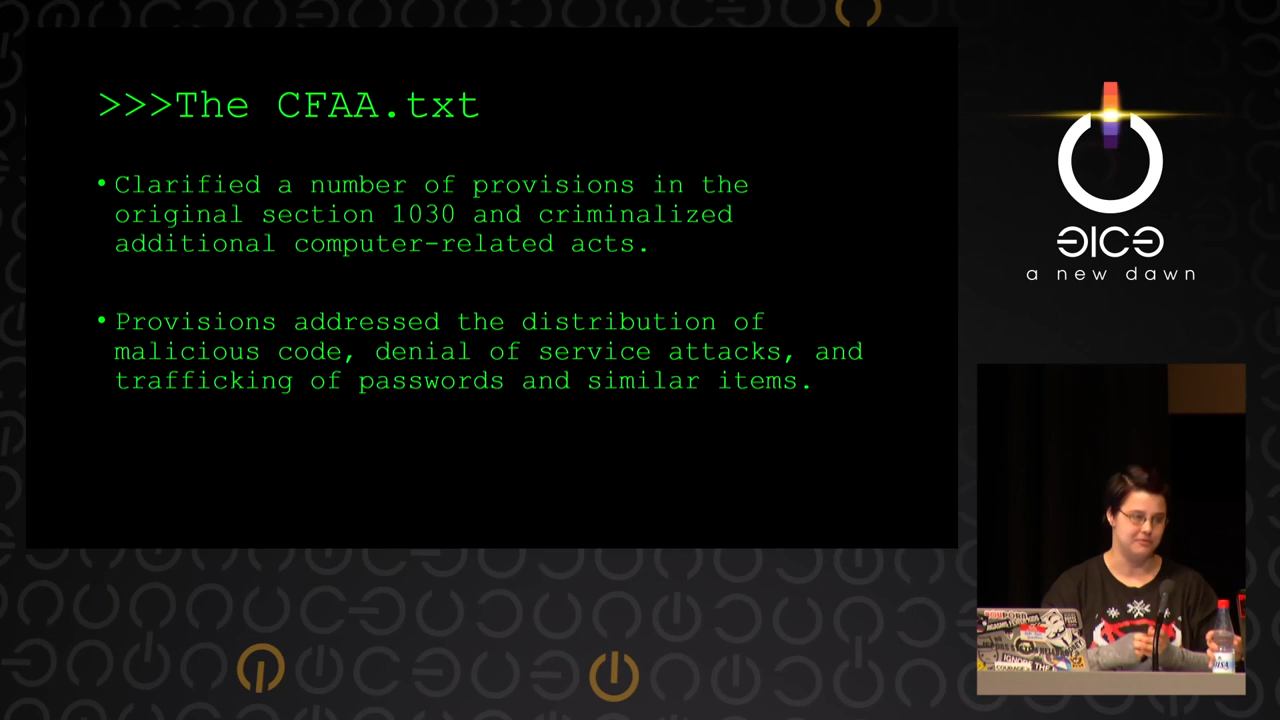 >>>The CFAA.txt
• Clarified a number of provisions in the
original section 1030 and criminalized
additional computer-related acts.
• Provisions addressed the distribution of
malicious code, denial of service attacks, and
trafficking of passwords and similar items.
a new dawn